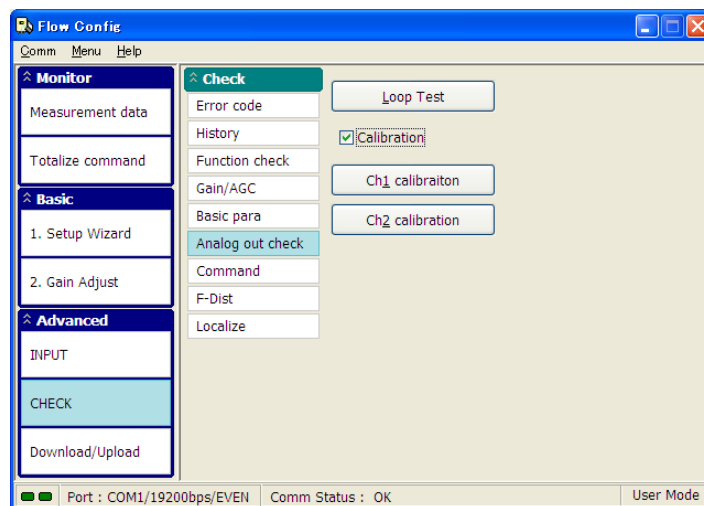 Flow Config
Comm Menu Help
Monitor
Measurement data
Totalize command
Basic
1. Setup Wizard
2. Gain Adjust
Advanced
INPUT
CHECK
Download/Upload
Check
Error code
History
Function check
Gain/AGC
Basic para
Analog out check
Command
F-Dist
Localize
Loop Test
Calibration
Ch1 calibraiton
Ch2 calibration
Port : COM1/19200bps/EVEN Comm Status : OK User Mode